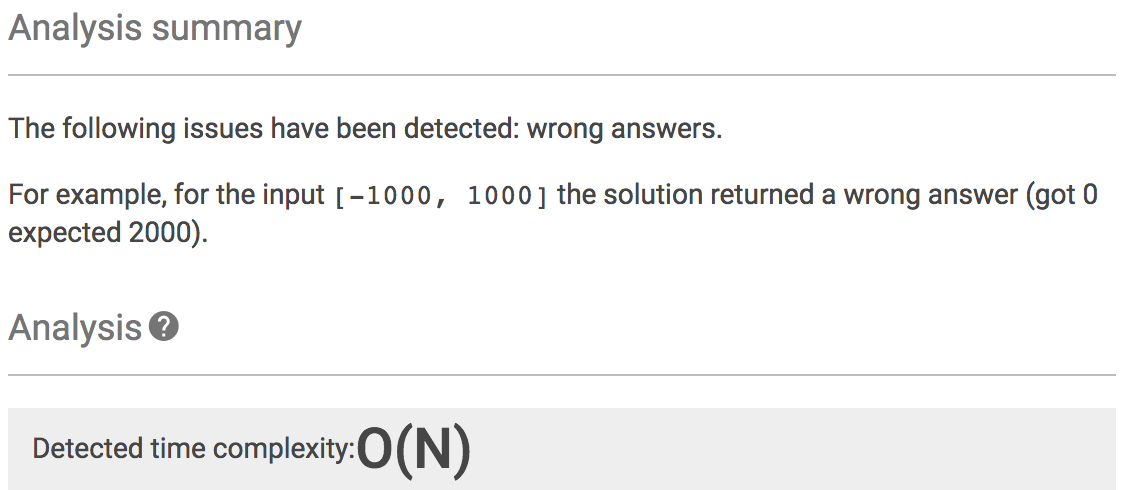 Analysis summary
The following issues have been detected: wrong answers.
For example, for the input [-1000, 1000] the solution returned a wrong answer (got 0
expected 2000).
Analysis ?
Detected time complexity:O(N)